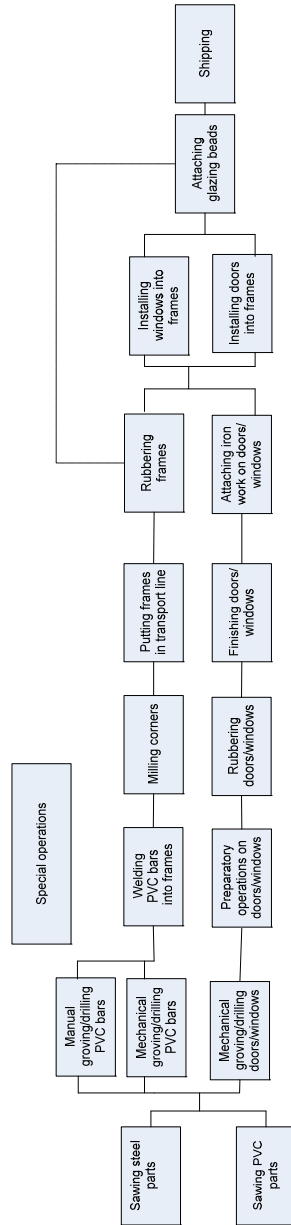 Sawing steel
parts
Sawing PVC
parts
Manual
groving/drilling
PVC bars
Mechanical
groving/drilling
PVC bars
Mechanical
groving/drilling
doors/windows
Special operations
Welding
PVC bars
into frames
Preparatory
operations on
doors/windows
Milling corners
Rubbering
doors/windows
Putting frames
in transport line
Finishing doors/
windows
Rubbering
frames
Attaching iron
work on doors/
windows
Installing
windows into
frames
Installing doors
into frames
Attaching
glazing beads
Shipping